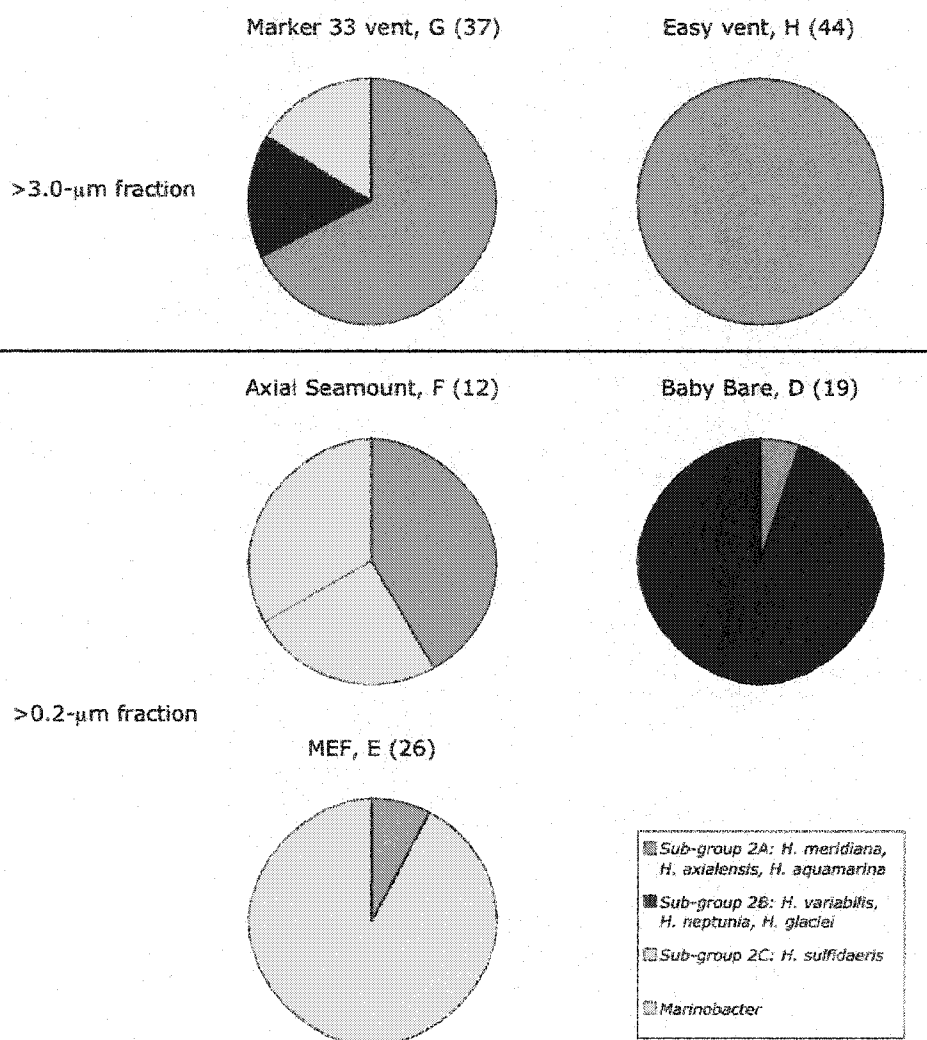 Marker 33 vent, G (37)
Easy vent, H (44)
>3.0-μm fraction
Axial Seamount, F (12)
Baby Bare, D (19)
>0.2-μm fraction
MEF, E (26)
Sub-group 2A: H. meridiana,
H. axialensis, H. aquamarina
Sub-group 2B: H. variabilis,
H. neptunia, H. glaciei
Sub-group 2C: H. sulfidaeris
Marinobacter